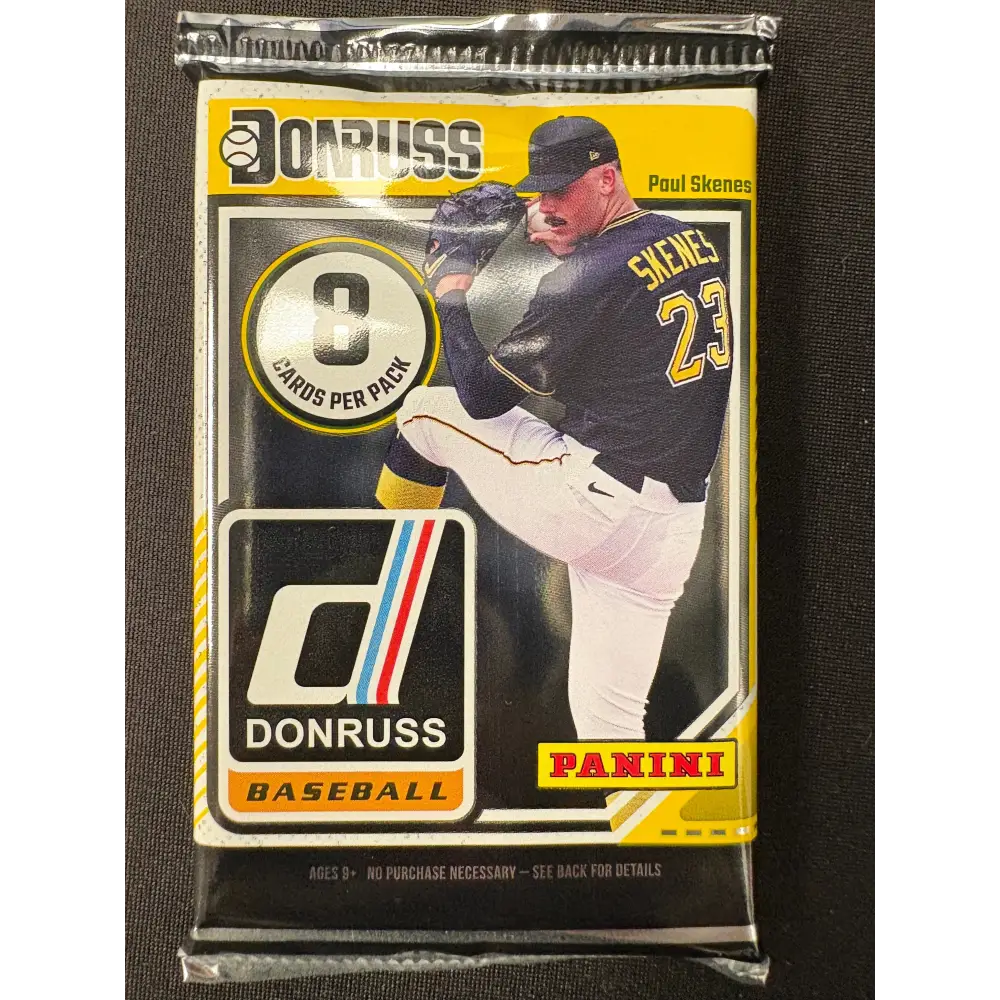 DONRUSS
Paul Skenes
SKENES
23
8
CARDS PER PACK
d
DONRUSS
BASEBALL
PANINI
AGES 9+ NO PURCHASE NECESSARY – SEE BACK FOR DETAILS